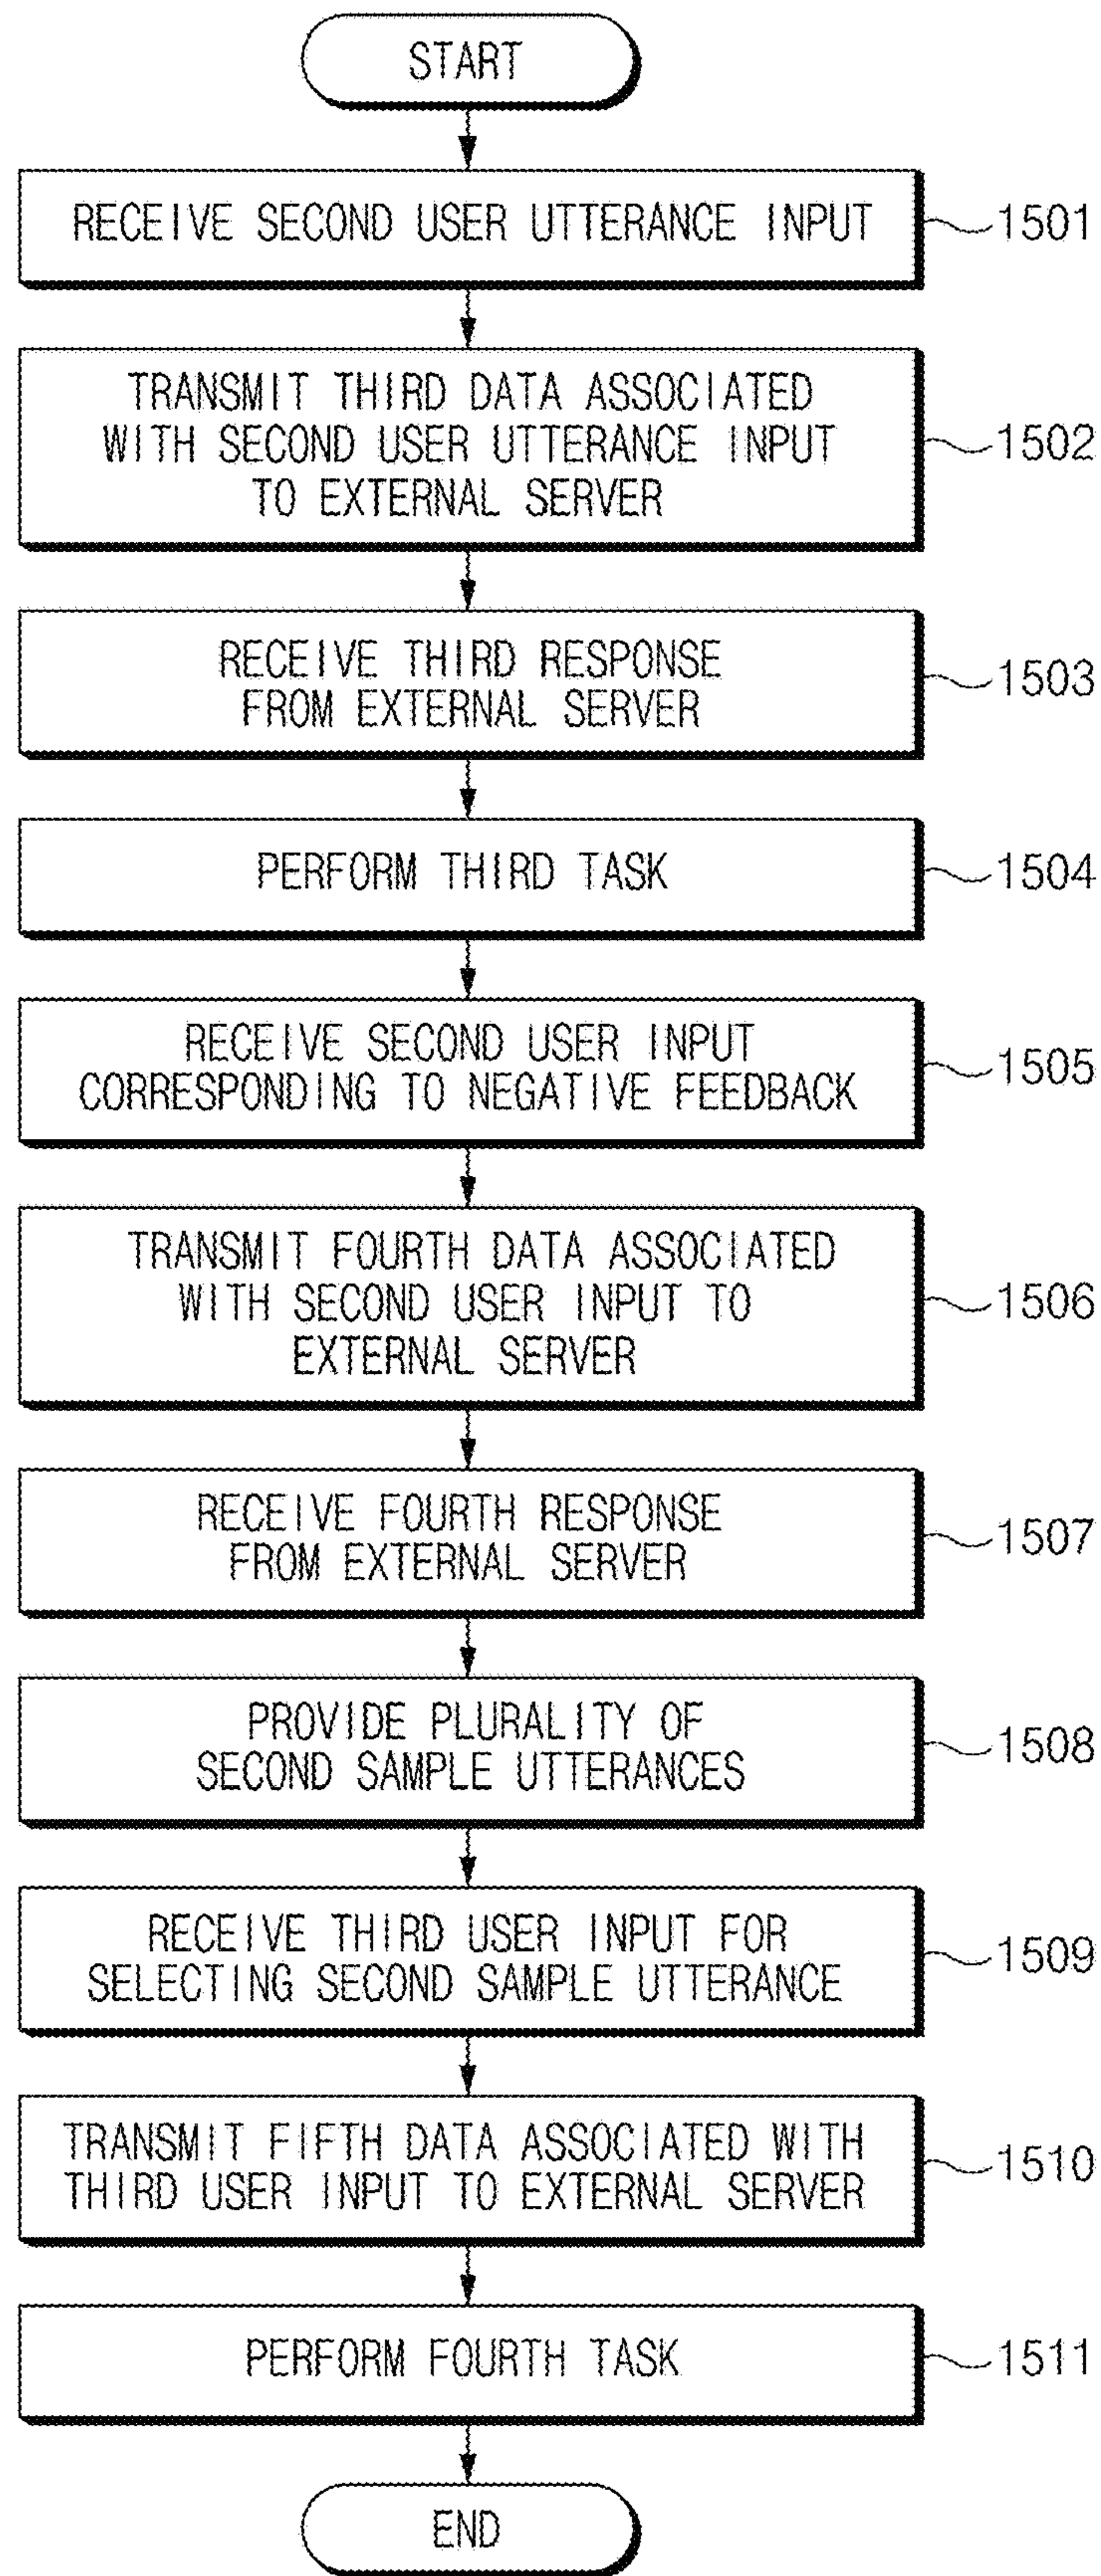 START
RECEIVE SECOND USER UTTERANCE INPUT
1501
TRANSMIT THIRD DATA ASSOCIATED
WITH SECOND USER UTTERANCE INPUT
TO EXTERNAL SERVER
1502
RECEIVE THIRD RESPONSE
FROM EXTERNAL SERVER
1503
PERFORM THIRD TASK
1504
RECEIVE SECOND USER INPUT
CORRESPONDING TO NEGATIVE FEEDBACK
1505
TRANSMIT FOURTH DATA ASSOCIATED
WITH SECOND USER INPUT TO
EXTERNAL SERVER
1506
RECEIVE FOURTH RESPONSE
FROM EXTERNAL SERVER
1507
PROVIDE PLURALITY OF
SECOND SAMPLE UTTERANCES
1508
RECEIVE THIRD USER INPUT FOR
SELECTING SECOND SAMPLE UTTERANCE
1509
TRANSMIT FIFTH DATA ASSOCIATED WITH
THIRD USER INPUT TO EXTERNAL SERVER
1510
PERFORM FOURTH TASK
1511
END